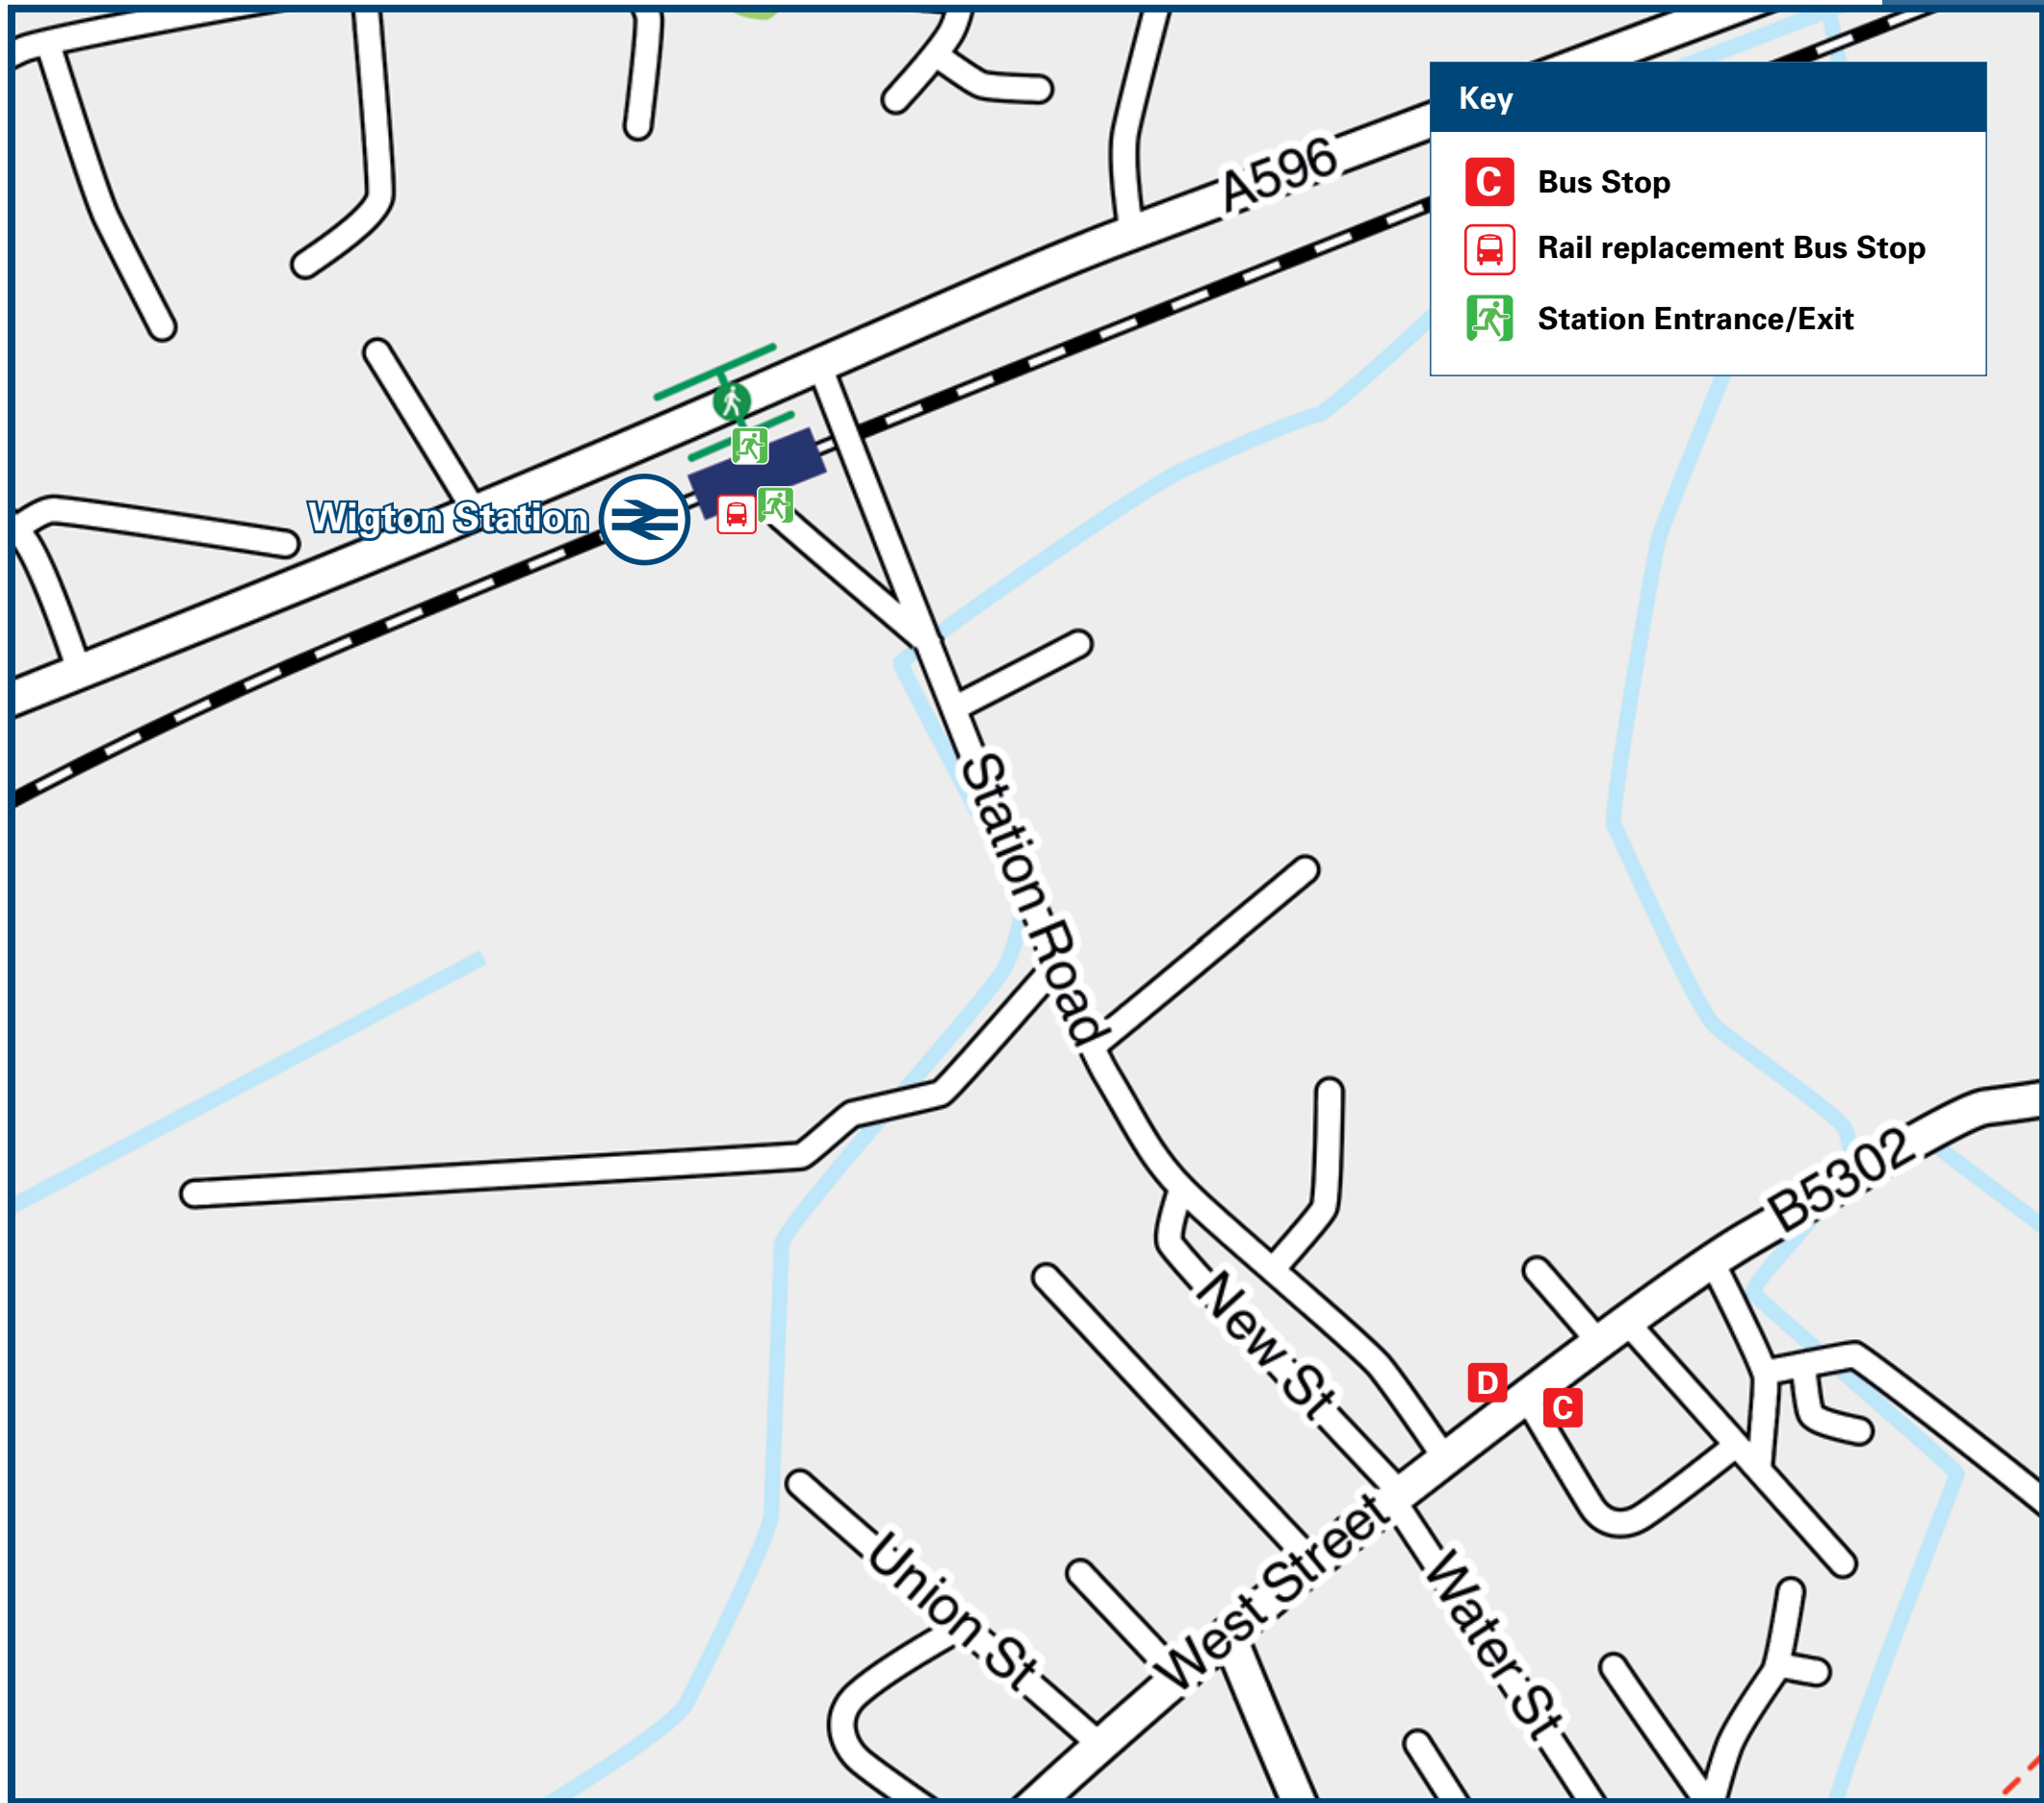 Key
C Bus Stop
Rail replacement Bus Stop
Station Entrance/Exit
A596
Wigton Station
Station Road
B5302
New St
D
C
West Street
Union St
Water St